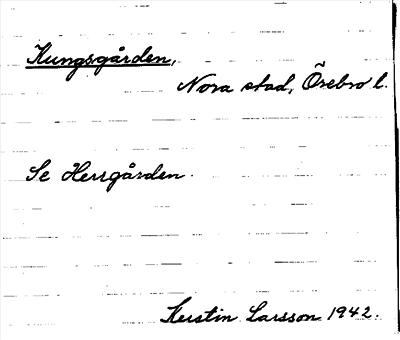 Kungsgården,
Nora stad, Örebro l.
Se Herrgården.
Kerstin Larsson 1942.